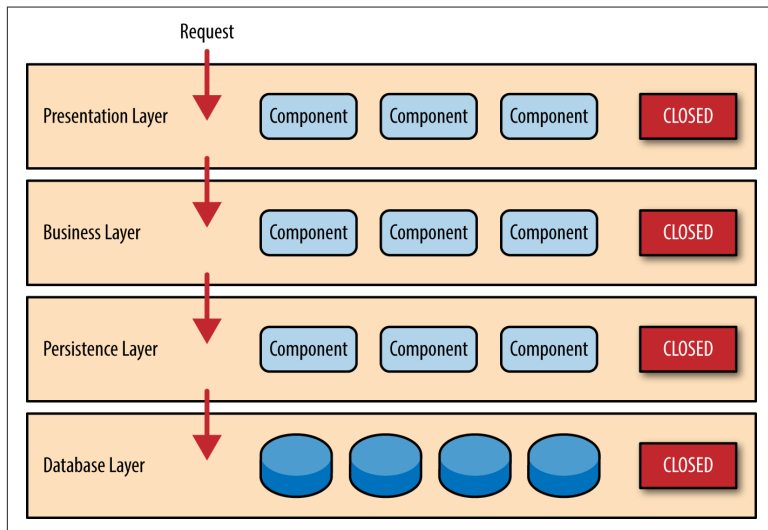 Request
Presentation Layer
Component
Component
Component
CLOSED
Business Layer
Component
Component
Component
CLOSED
Persistence Layer
Component
Component
Component
CLOSED
Database Layer
CLOSED